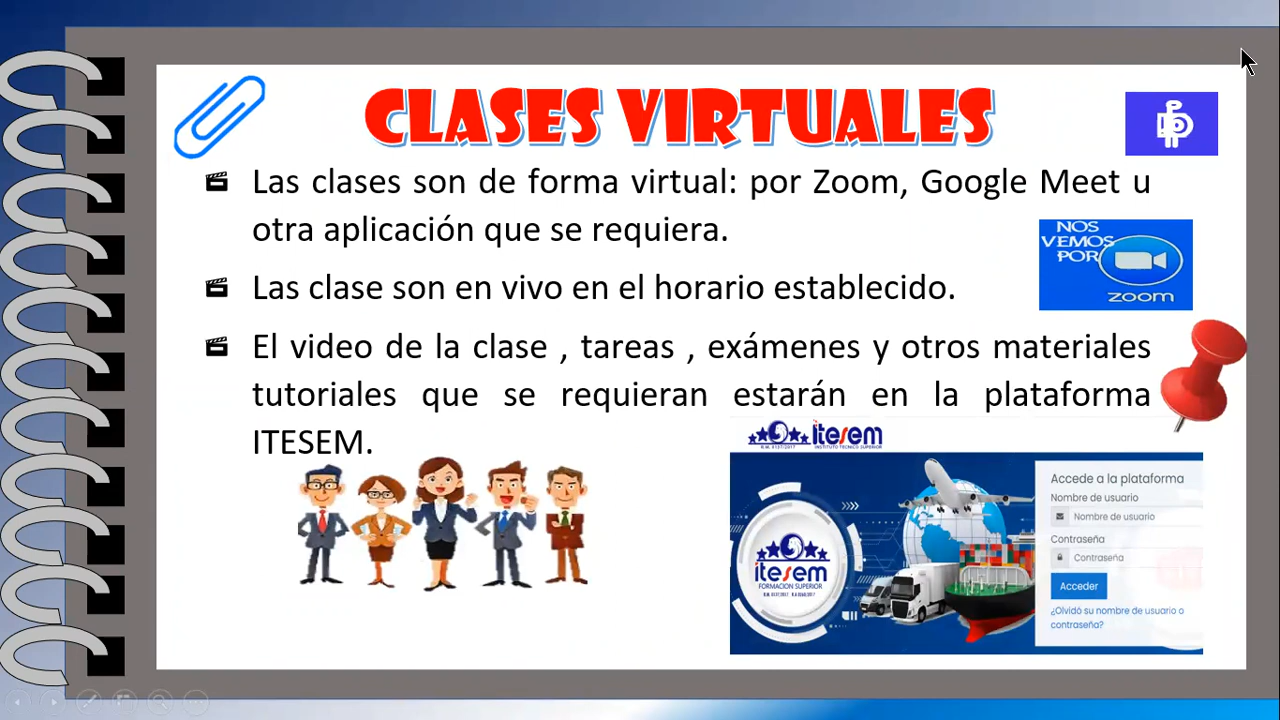 CLASES VIRTUALES
Las clases son de forma virtual: por Zoom, Google Meet u
otra aplicación que se requiera.
NOS
VEMOS
POR
zoom
Las clase son en vivo en el horario establecido.
El video de la clase , tareas , exámenes y otros materiales
tutoriales que se requieran estarán en la plataforma
ITESEM.
itesem
INSTITUTO TECNICO SUPERIOR
Accede a la plataforma
Nombre de usuario
Nombre de usuario
Contraseña
Contraseña
Acceder
¿Olvidó su nombre de usuario o
contraseña?
itesem
FORMACION SUPERIOR